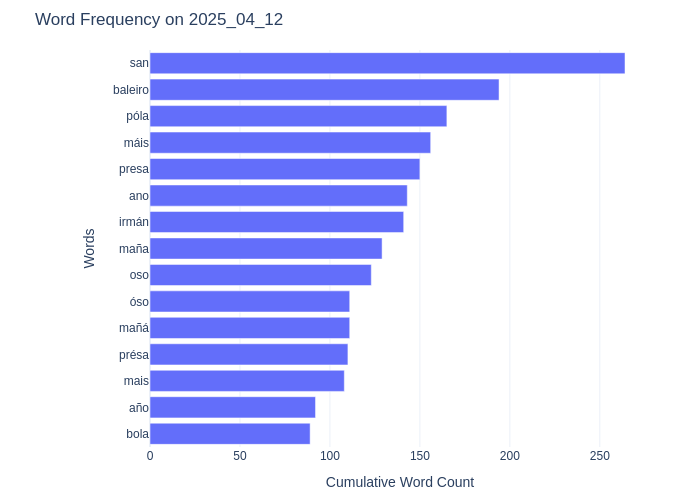 Word Frequency on 2025_04_12
san
baleiro
póla
máis
presa
ano
irmán
maña
oso
óso
mañá
présa
mais
año
bola
Words
0 50 100 150 200 250
Cumulative Word Count